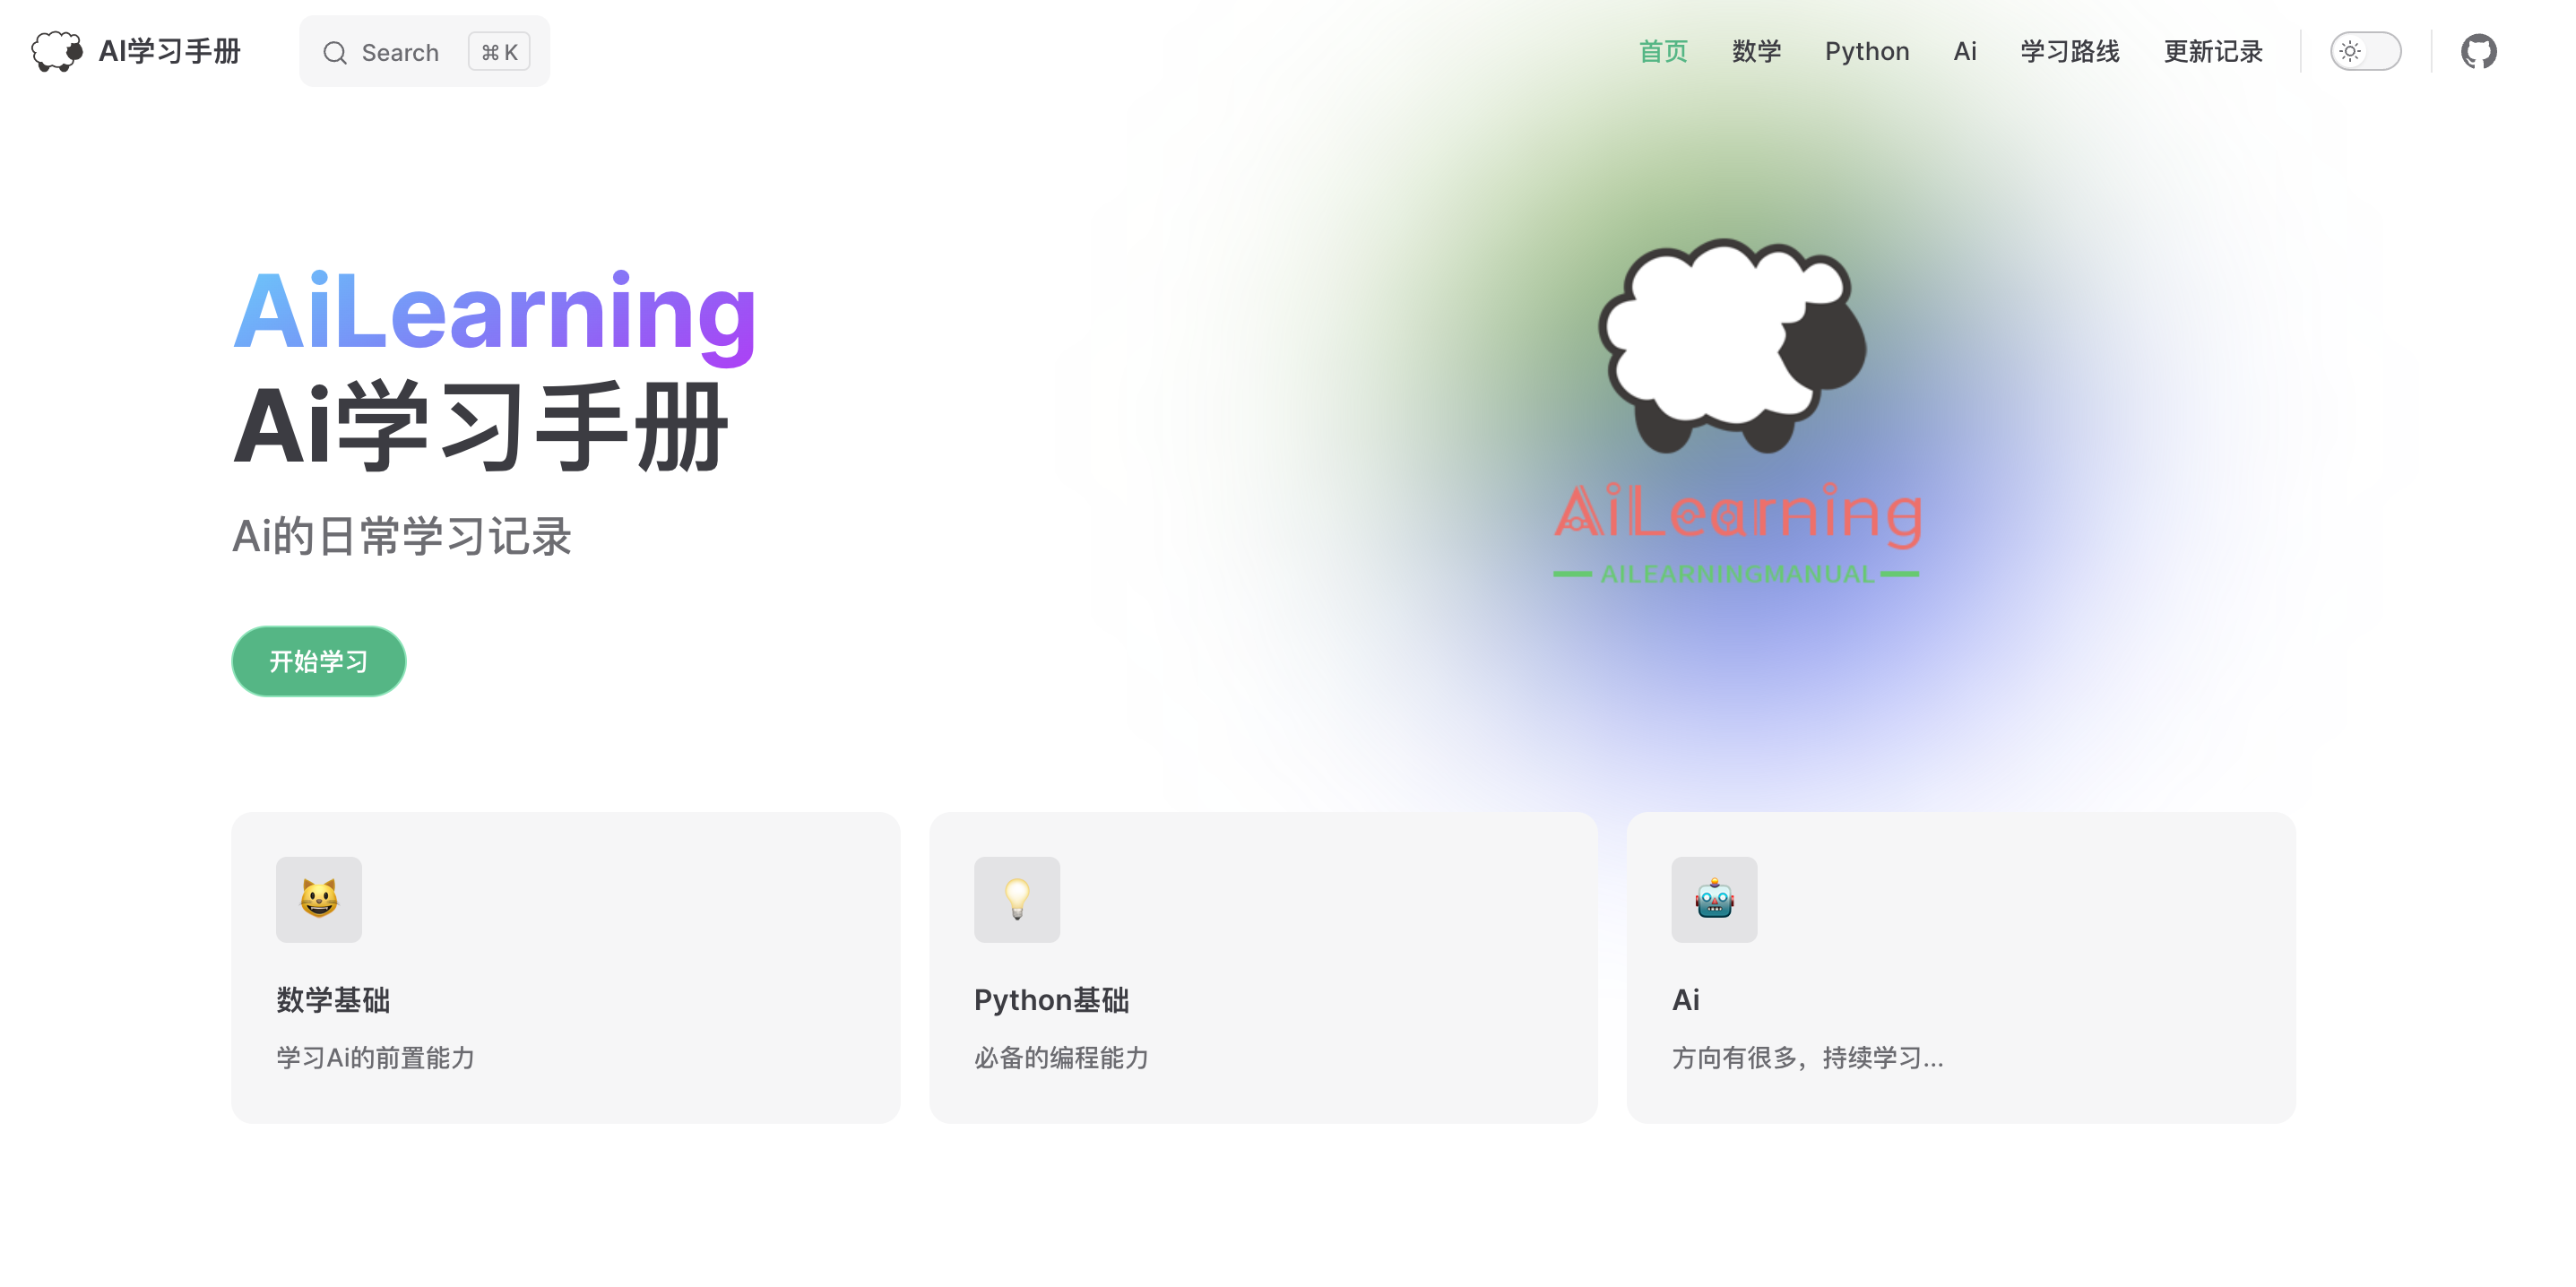 AI学习手册
Search ⌘ K
首页 数学 Python Ai 学习路线 更新记录
AiLearning
Ai学习手册
Ai的日常学习记录
开始学习
AiLearning
AILEARNINGMANUAL
数学基础
学习Ai的前置能力
Python基础
必备的编程能力
Ai
方向有很多，持续学习...